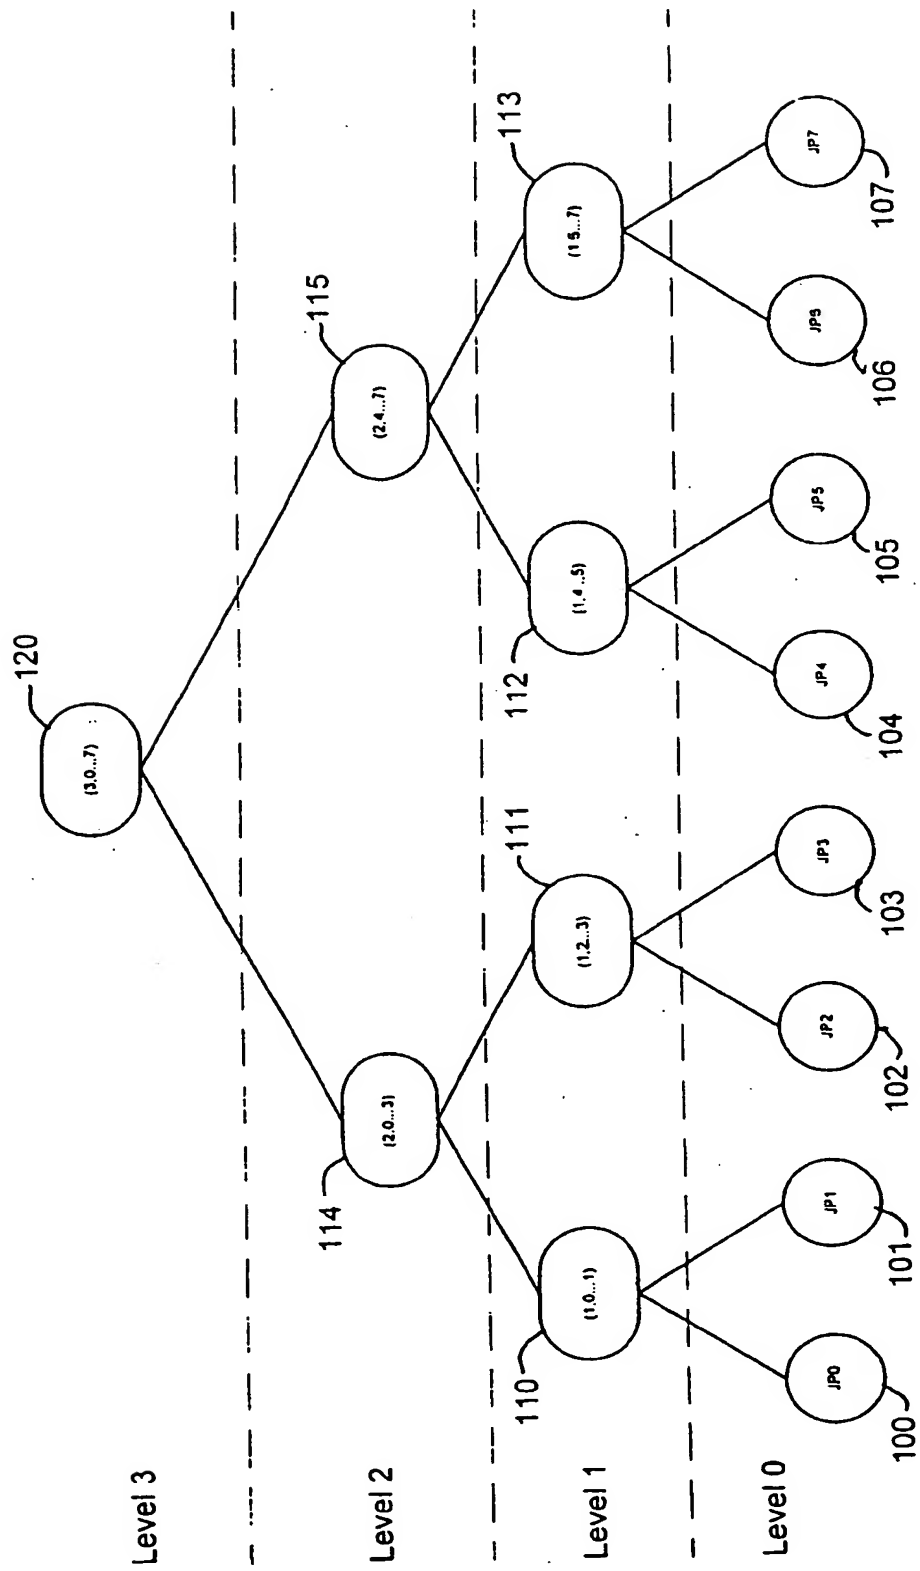 120
(3,0...7)
Level 3
114
(2,0...3)
115
(2,4...7)
Level 2
110
(1,0...1)
111
(1,2...3)
112
(1,4...5)
113
(1 5...7)
Level 1
Level 0
JP0
100
JP1
101
JP2
102
JP3
103
JP4
104
JP5
105
106
JP7
107